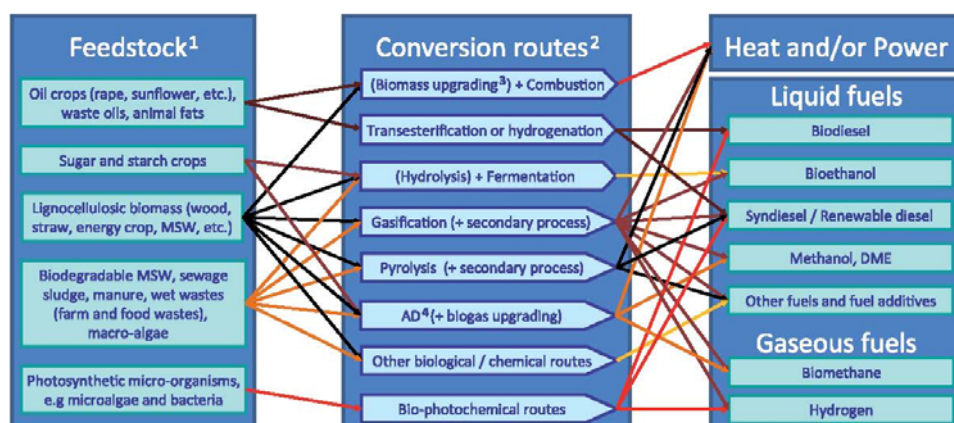 Feedstock¹
Oil crops (rape, sunflower, etc.),
waste oils, animal fats
Sugar and starch crops
Lignocellulosic biomass (wood,
straw, energy crop, MSW, etc.)
Biodegradable MSW, sewage
sludge, manure, wet wastes
(farm and food wastes),
macro-algae
Photosynthetic micro-organisms,
e.g microalgae and bacteria
Conversion routes²
(Biomass upgrading³) + Combustion
Transesterification or hydrogenation
(Hydrolysis) + Fermentation
Gasification (+ secondary process)
Pyrolysis (+ secondary process)
AD⁴ (+ biogas upgrading)
Other biological / chemical routes
Bio-photochemical routes
Heat and/or Power
Liquid fuels
Biodiesel
Bioethanol
Syndiesel / Renewable diesel
Methanol, DME
Other fuels and fuel additives
Gaseous fuels
Biomethane
Hydrogen